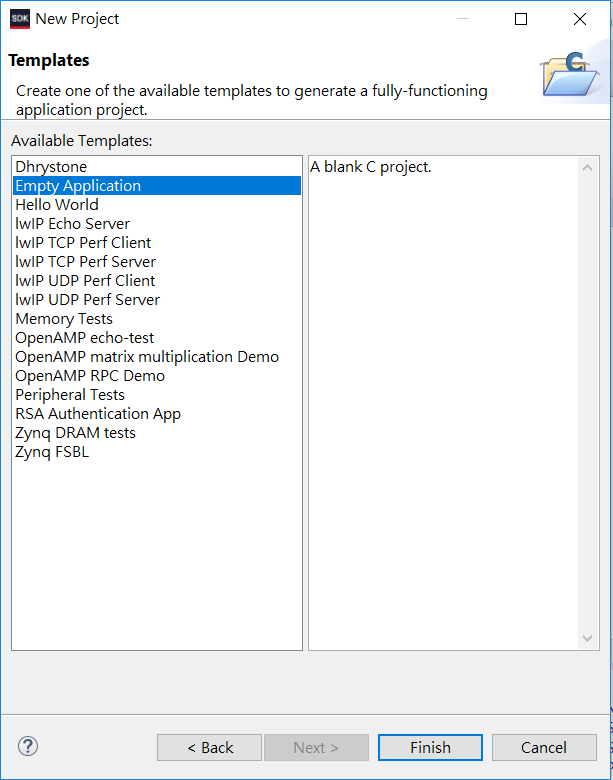 SDK New Project
Templates
Create one of the available templates to generate a fully-functioning
application project.
C
Available Templates:
Dhrystone
Empty Application
Hello World
lwIP Echo Server
lwIP TCP Perf Client
lwIP TCP Perf Server
lwIP UDP Perf Client
lwIP UDP Perf Server
Memory Tests
OpenAMP echo-test
OpenAMP matrix multiplication Demo
OpenAMP RPC Demo
Peripheral Tests
RSA Authentication App
Zynq DRAM tests
Zynq FSBL
A blank C project.
? < Back Next > Finish Cancel